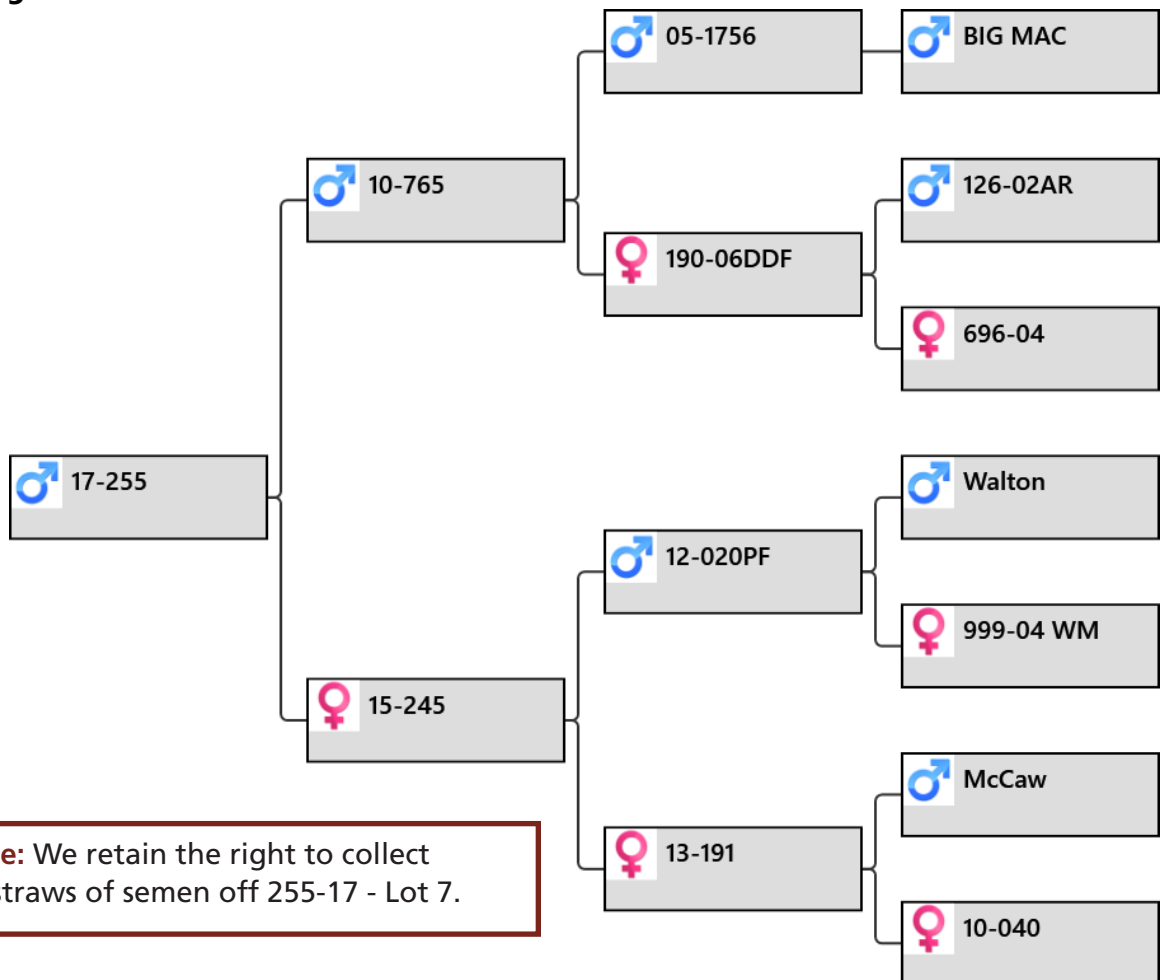 05-1756
BIG MAC
10-765
126-02AR
190-06DDF
696-04
17-255
Walton
12-020PF
999-04 WM
15-245
McCaw
13-191
10-040
e: We retain the right to collect
straws of semen off 255-17 - Lot 7.